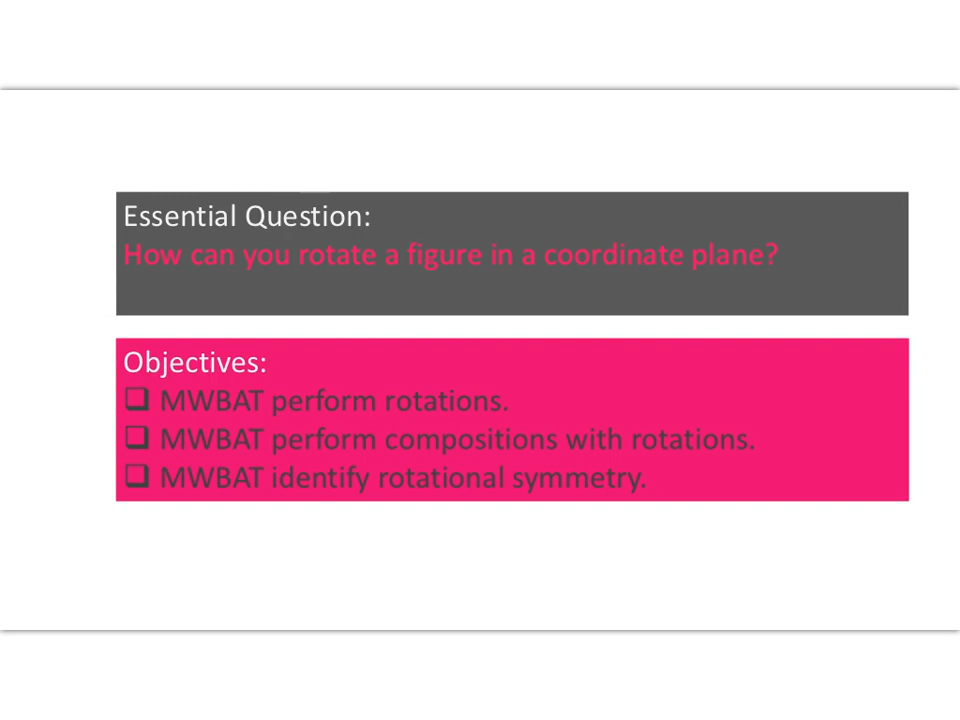 Essential Question:
How can you rotate a figure in a coordinate plane?
Objectives:
❑ MWBAT perform rotations.
❑ MWBAT perform compositions with rotations.
❑ MWBAT identify rotational symmetry.